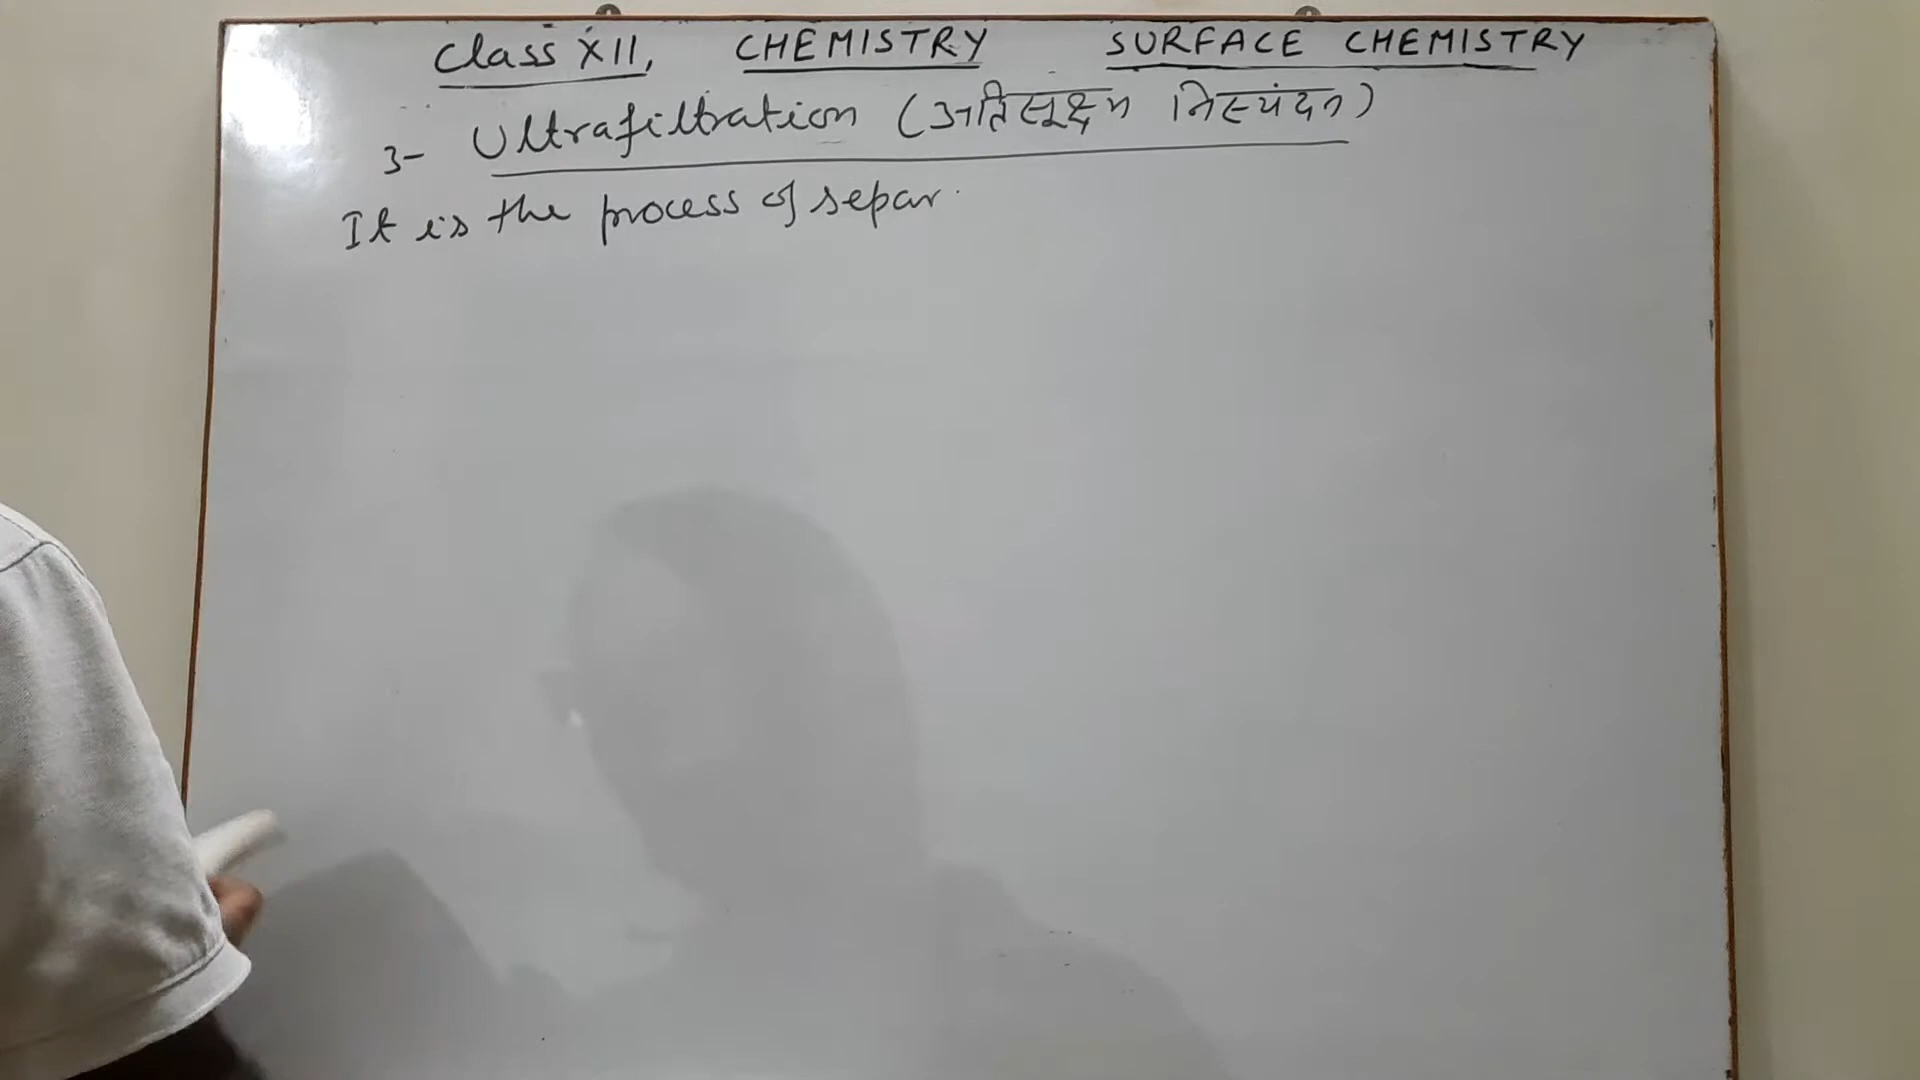 Class XII, CHEMISTRY SURFACE CHEMISTRY
3- Ultrafiltration (अतिसूक्ष्म निस्यंदन)
It is the process of separ